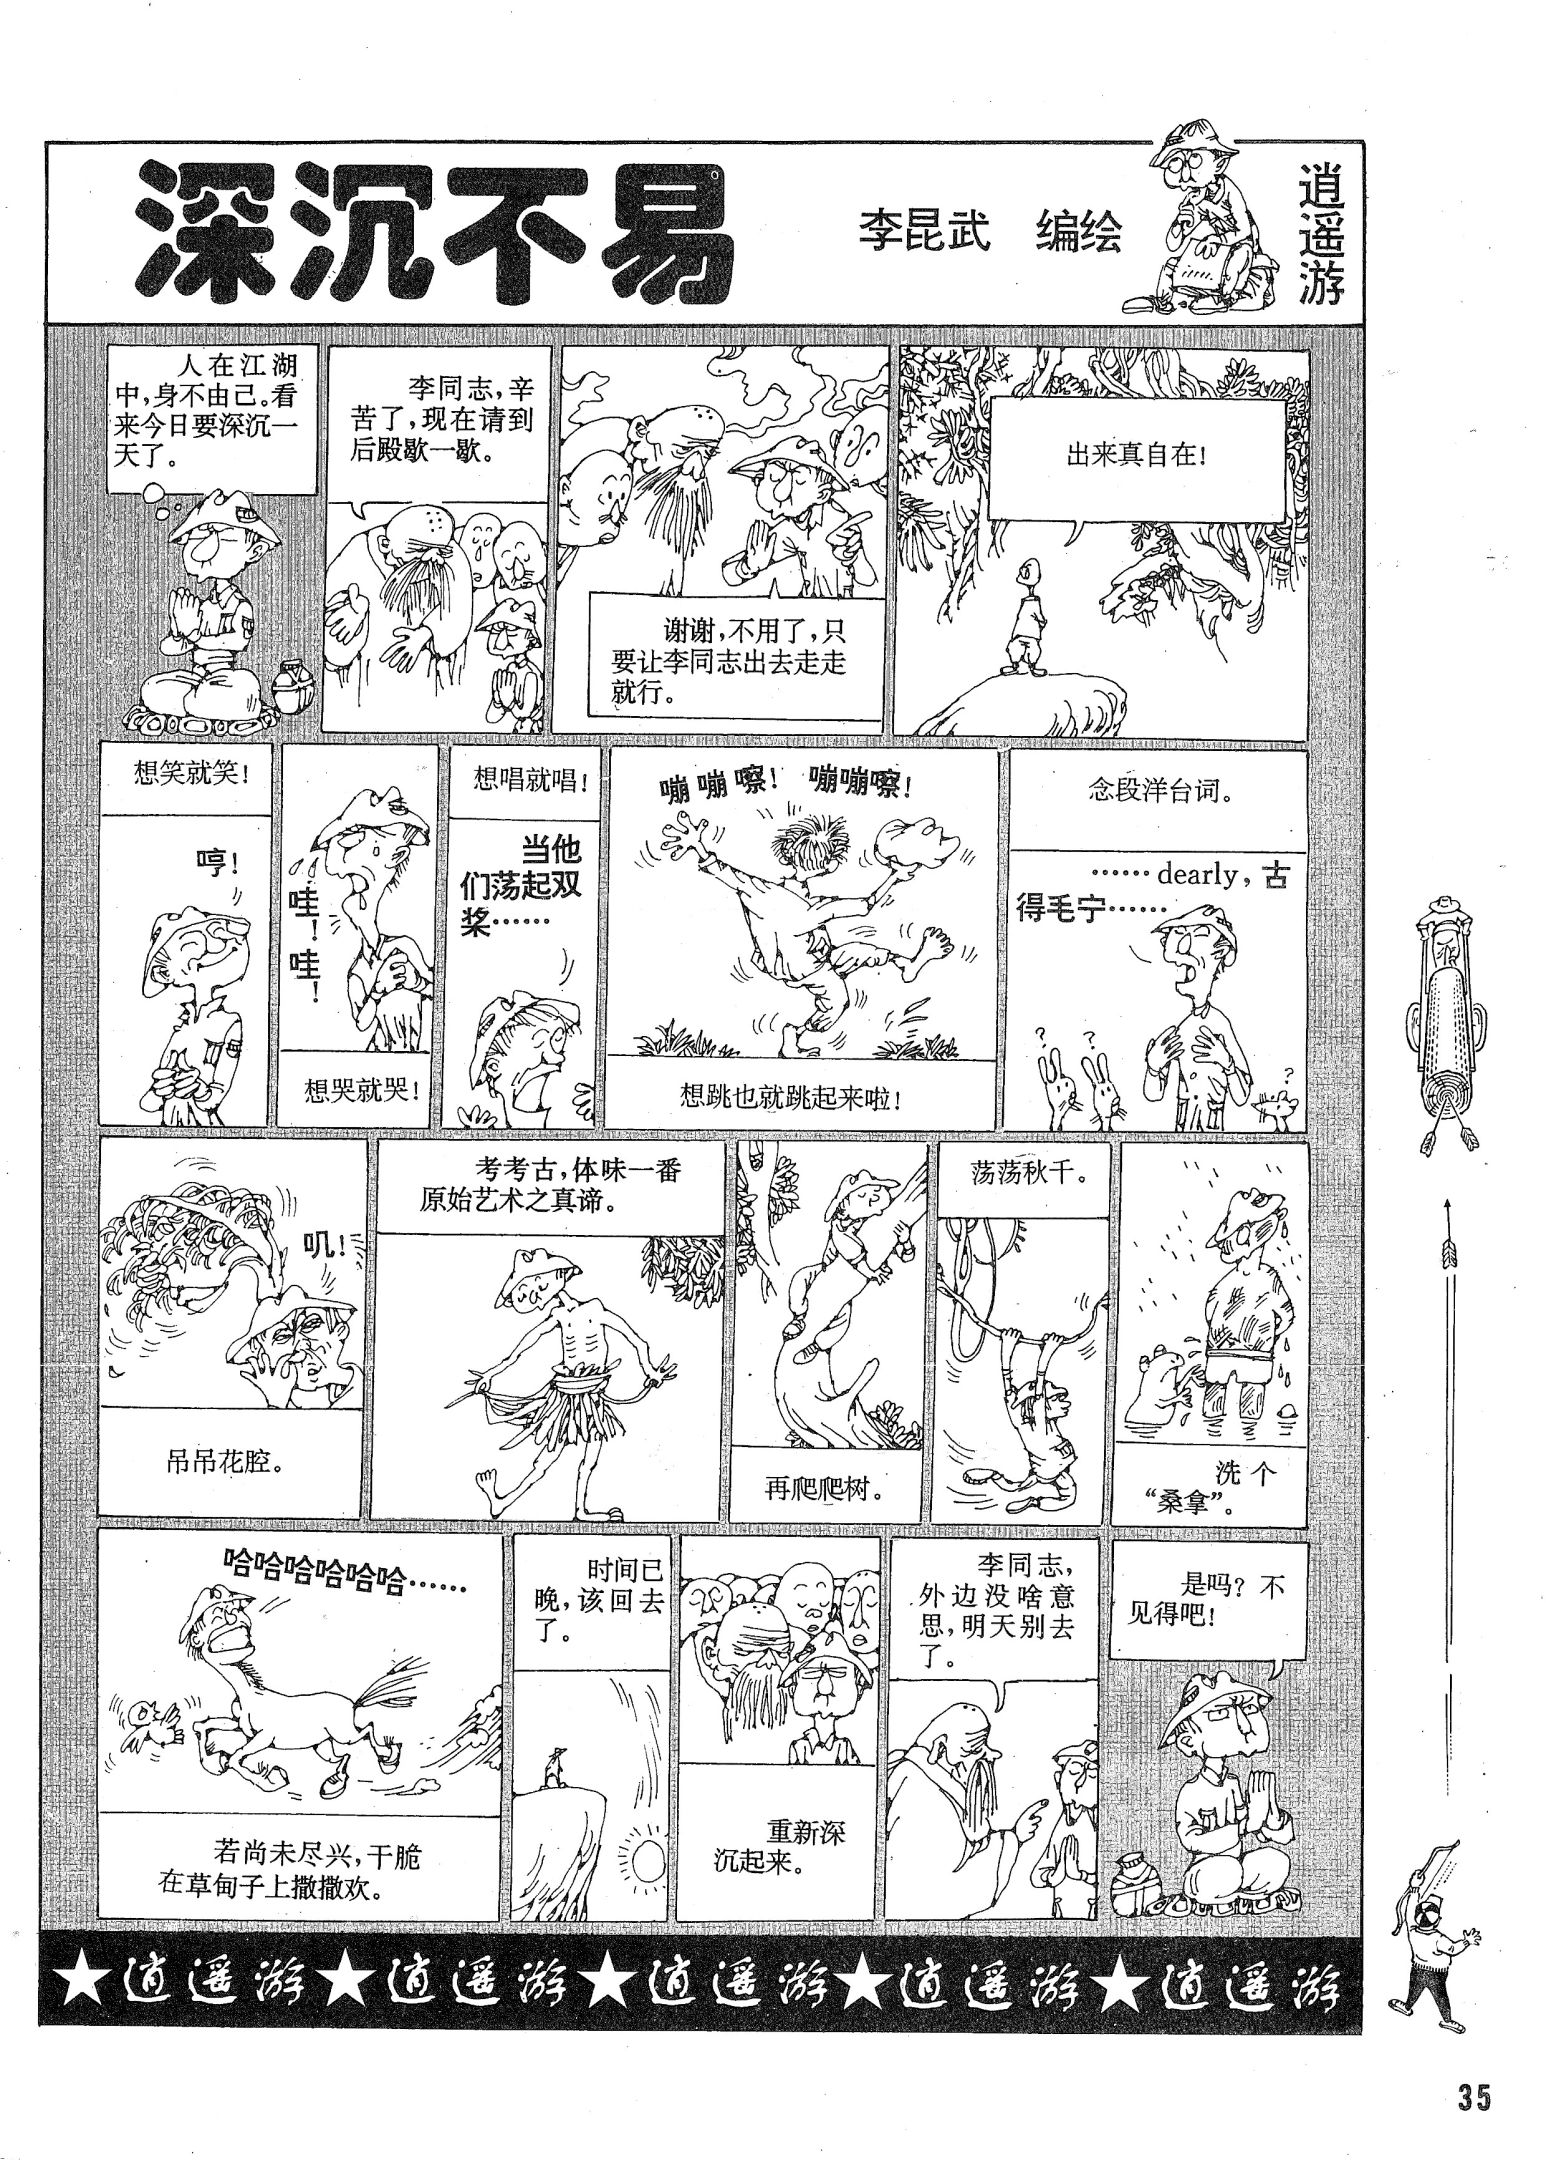 深沉不易
李昆武 编绘
逍遥游
人在江湖
中，身不由己。看
来今日要深沉一
天了。
李同志，辛
苦了，现在请到
后殿歇一歇。
谢谢，不用了，只
要让李同志出去走走
就行。
出来真自在！
想笑就笑！
哼！
哇！哇！
想哭就哭！
想唱就唱！
当他
们荡起双
桨……
嘣嘣嚓！ 嘣嘣嚓！
想跳也就跳起来啦！
念段洋台词。
……dearly，古
得毛宁……
?
?
?
叽！
吊吊花腔。
考考古，体味一番
原始艺术之真谛。
再爬爬树。
荡荡秋千。
洗个
“桑拿”。
哈哈哈哈哈哈……
若尚未尽兴，干脆
在草甸子上撒撒欢。
时间已
晚，该回去
了。
重新深
沉起来。
李同志，
外边没啥意
思，明天别去
了。
是吗？不
见得吧！
★逍遥游★逍遥游★逍遥游★逍遥游★逍遥游
35